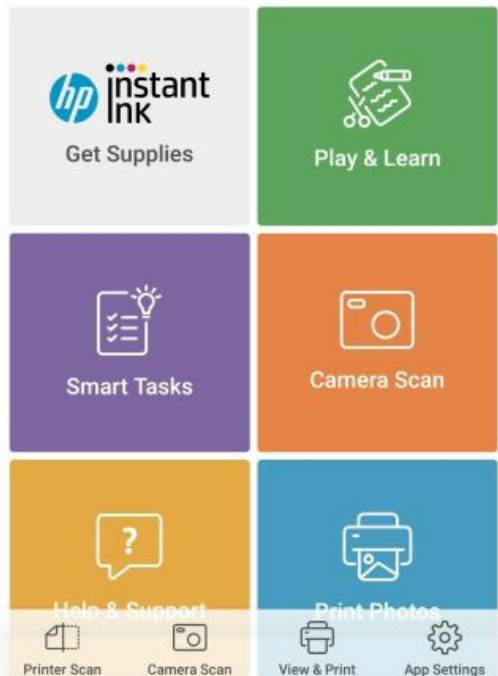 hp instant
ink
Get Supplies
Play & Learn
Smart Tasks
Camera Scan
?
Help & Support
Print Photos
Printer Scan
Camera Scan
View & Print
App Settings